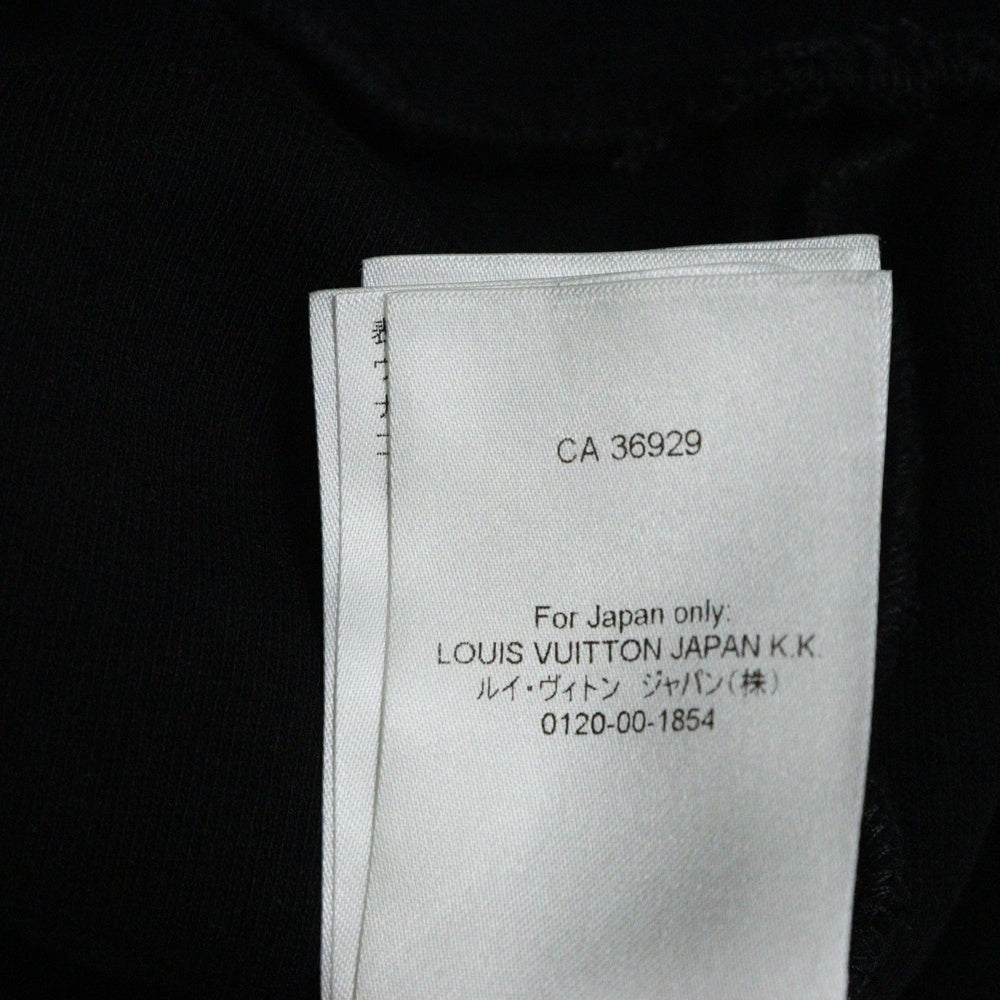 CA 36929
For Japan only:
LOUIS VUITTON JAPAN K.K.
ルイ・ヴィトン ジャパン(株)
0120-00-1854